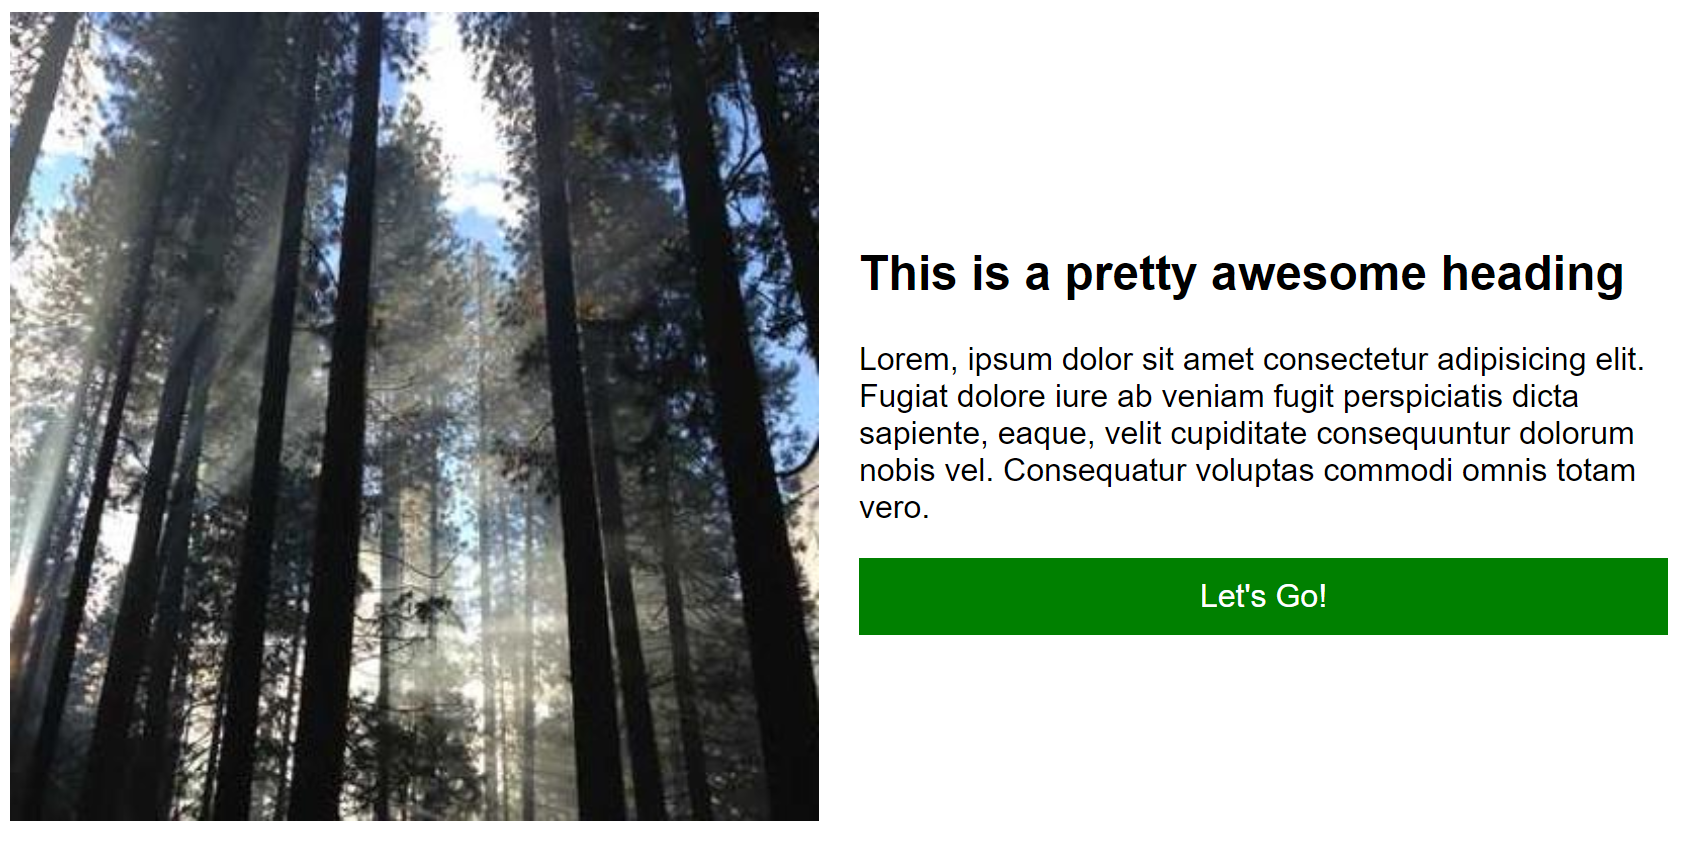 This is a pretty awesome heading
Lorem, ipsum dolor sit amet consectetur adipisicing elit.
Fugiat dolore iure ab veniam fugit perspiciatis dicta
sapiente, eaque, velit cupiditate consequuntur dolorum
nobis vel. Consequatur voluptas commodi omnis totam
vero.
Let's Go!